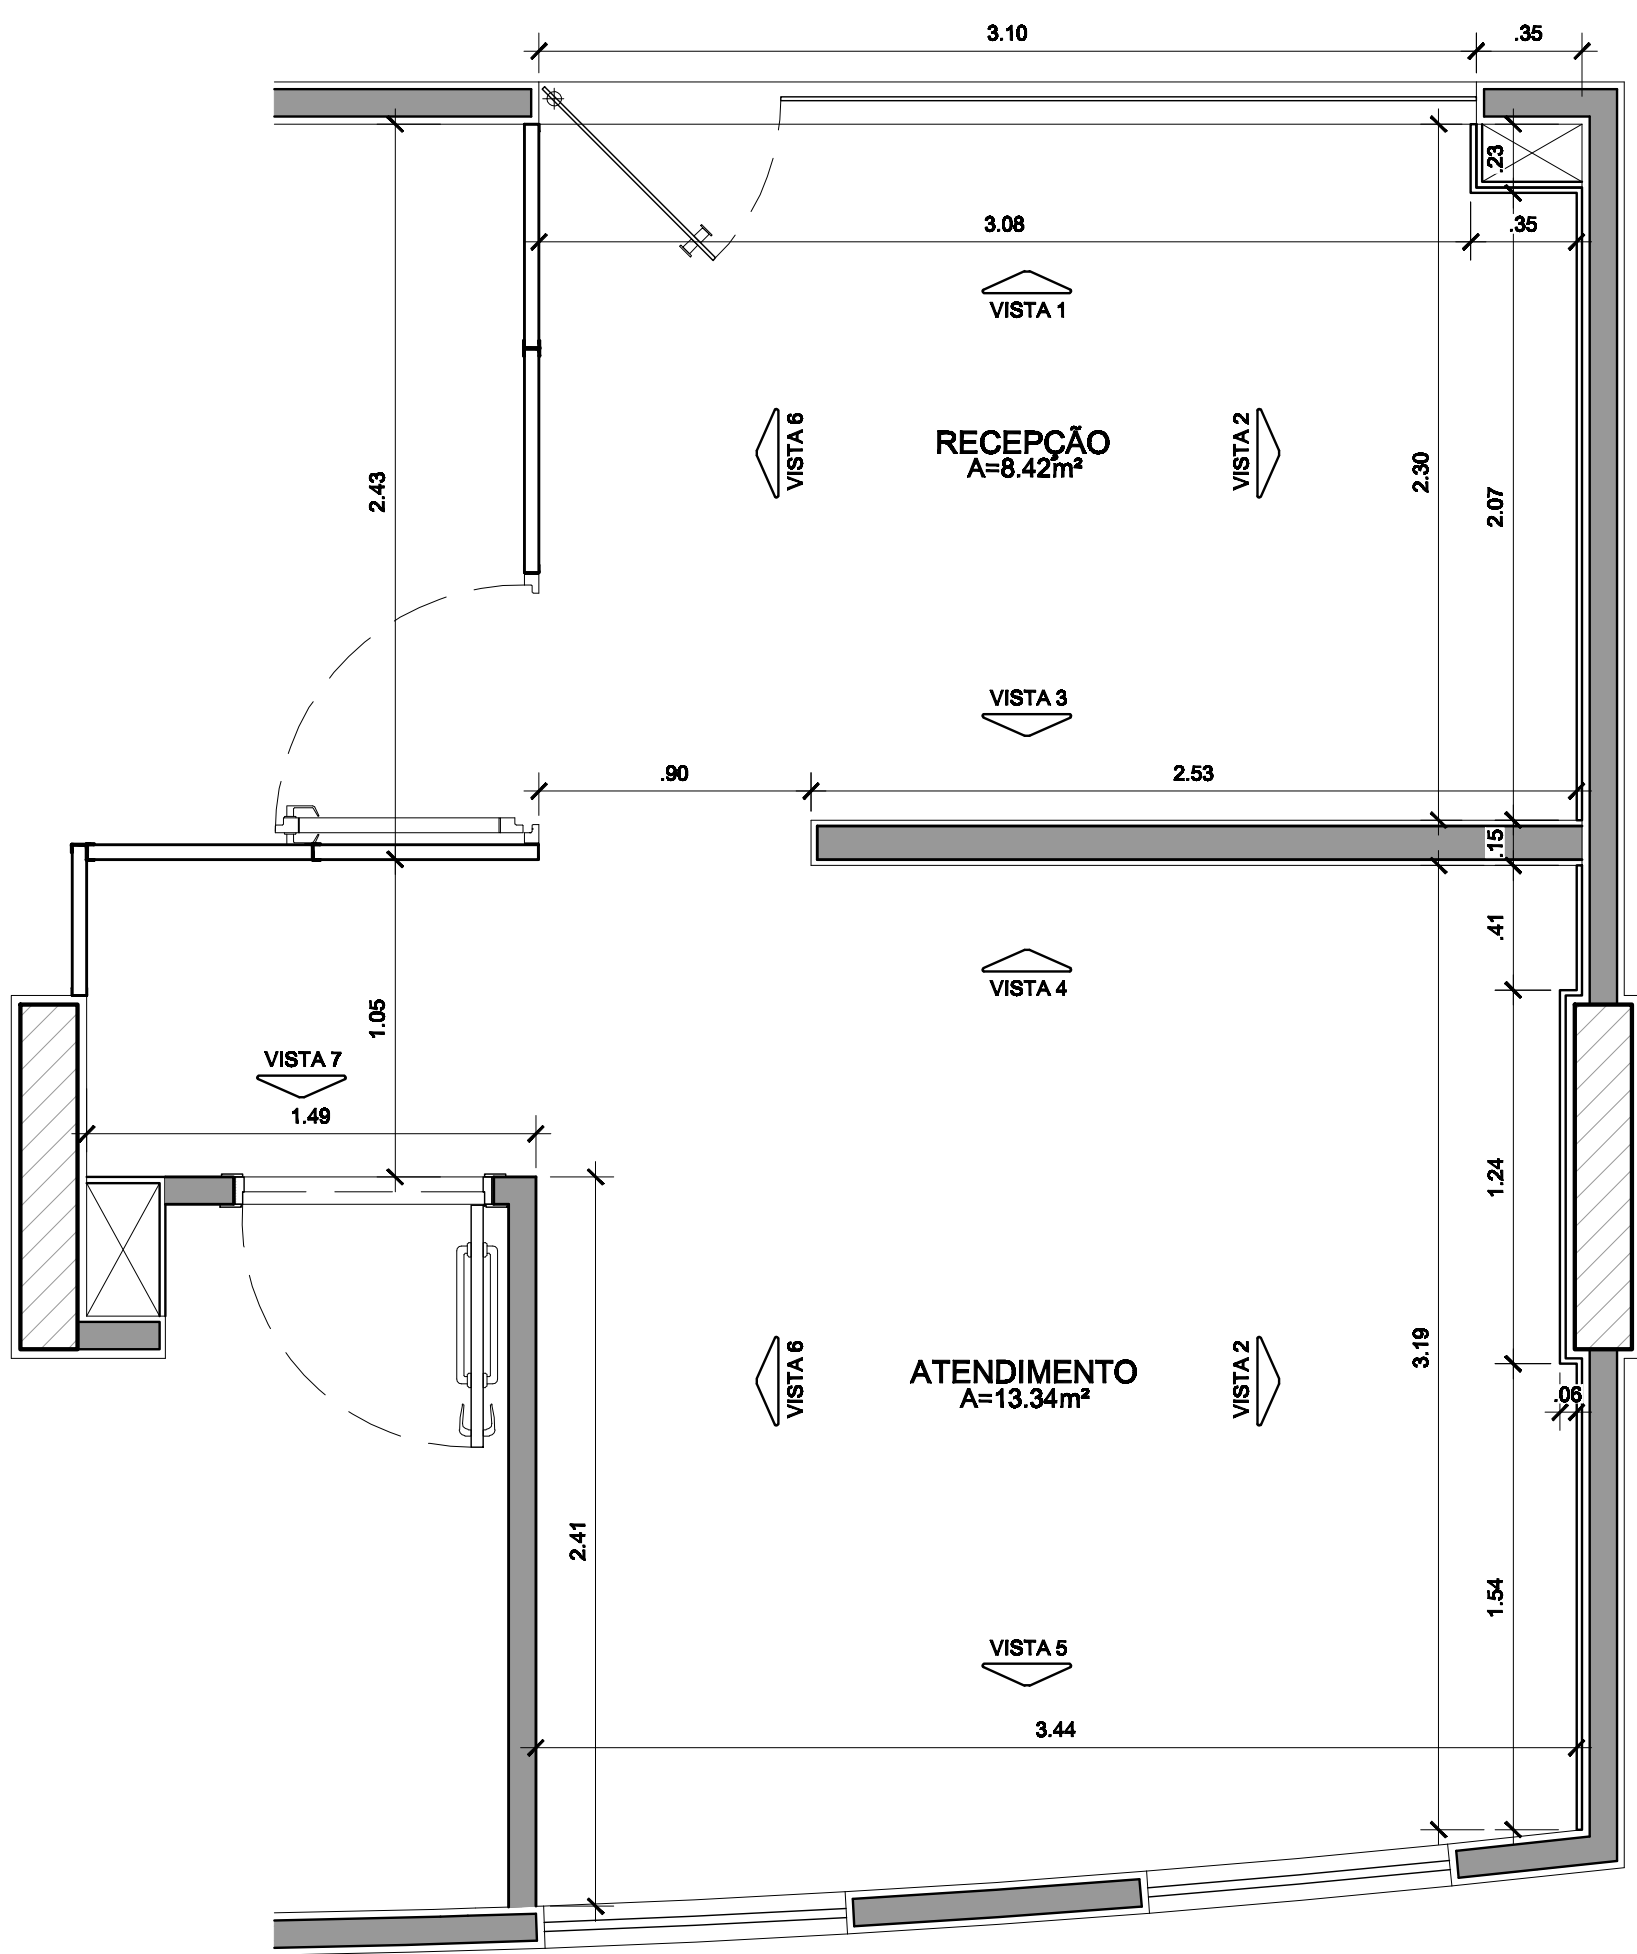 3.10
.35
.23
3.08
.35
VISTA 1
VISTA 6
RECEPÇÃO
A=8.42m²
VISTA 2
2.43
2.30
2.07
VISTA 3
.90
2.53
.15
.41
VISTA 4
1.05
VISTA 7
1.49
1.24
3.19
VISTA 6
ATENDIMENTO
A=13.34m²
VISTA 2
.06
2.41
1.54
VISTA 5
3.44